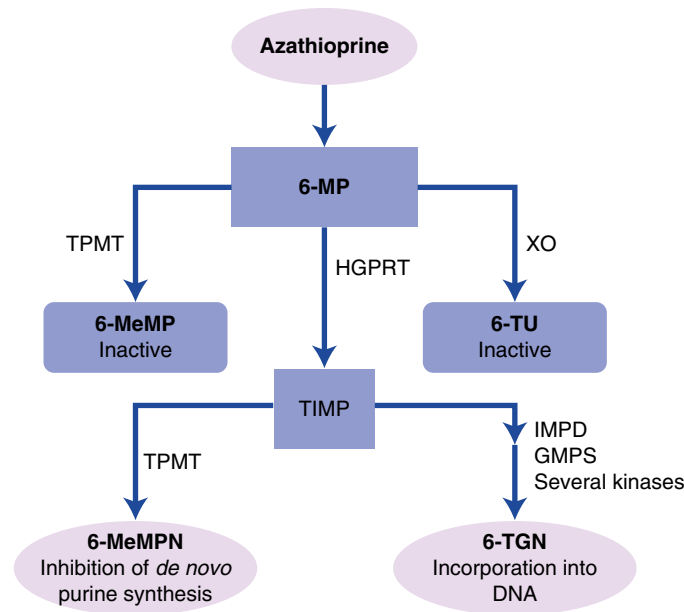 Azathioprine
6-MP
TPMT
HGPRT
XO
6-MeMP
Inactive
6-TU
Inactive
TIMP
TPMT
IMPD
GMPS
Several kinases
6-MeMPN
Inhibition of de novo
purine synthesis
6-TGN
Incorporation into
DNA